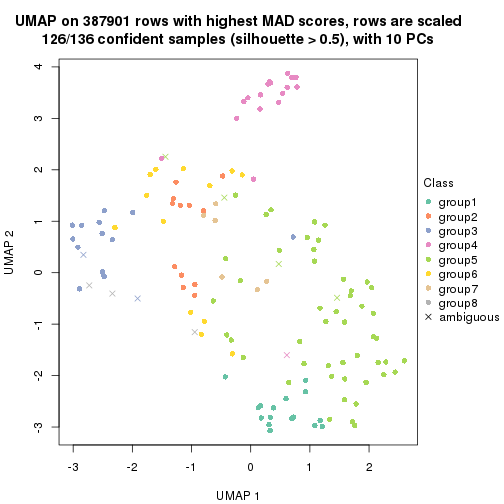 UMAP on 387901 rows with highest MAD scores, rows are scaled
126/136 confident samples (silhouette > 0.5), with 10 PCs
4
3
2
1
0
-1
-2
-3
UMAP 2
-3
-2
-1
0
1
2
UMAP 1
Class
group1
group2
group3
group4
group5
group6
group7
group8
ambiguous